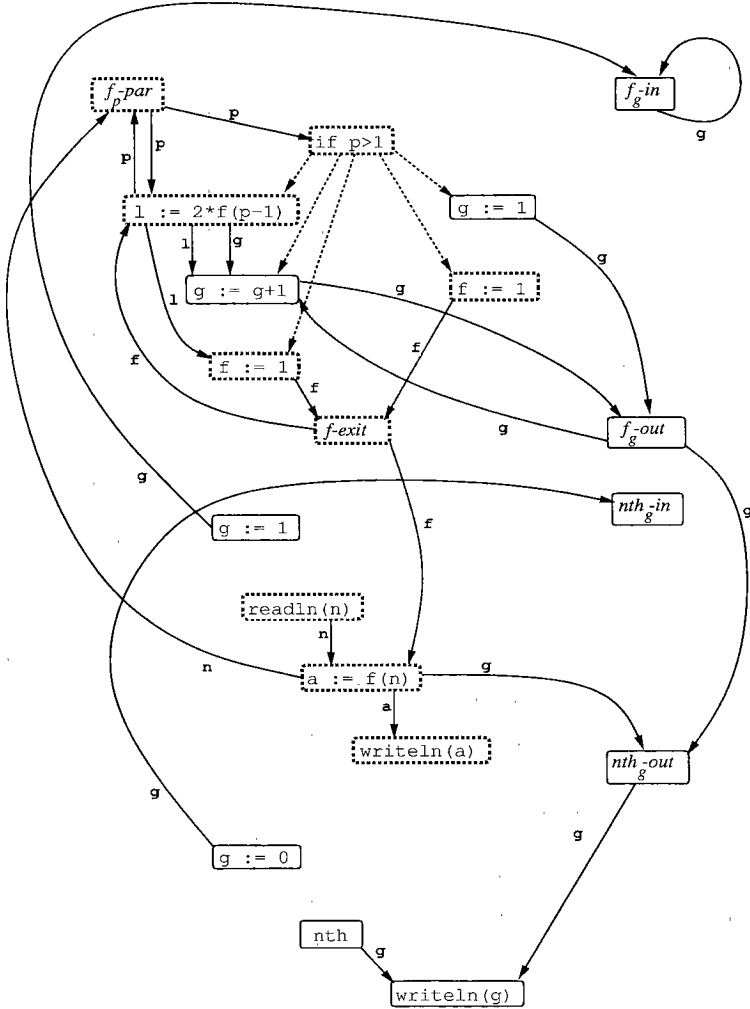 f_p-par
f_g-in
p
if p>1
g
p
p
l := 2*f(p-1)
g := 1
l
g
g
g := g+1
g
f := 1
l
f
f
f := 1
f
f-exit
g
f_g-out
g
nth_g-in
g
g := 1
f
readln(n)
n
n
a := f(n)
g
a
writeln(a)
nth_g-out
g
g
g := 0
nth
g
writeln(g)